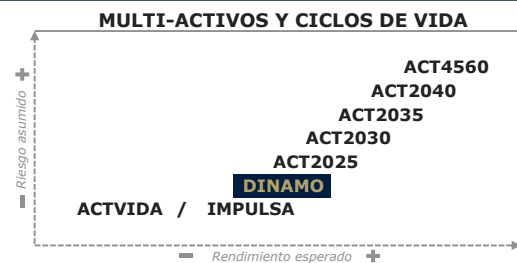 MULTI-ACTIVOS Y CICLOS DE VIDA
ACT4560
ACT2040
ACT2035
ACT2030
ACT2025
DINAMO
ACTVIDA / IMPULSA
– Riesgo asumido +
– Rendimiento esperado +